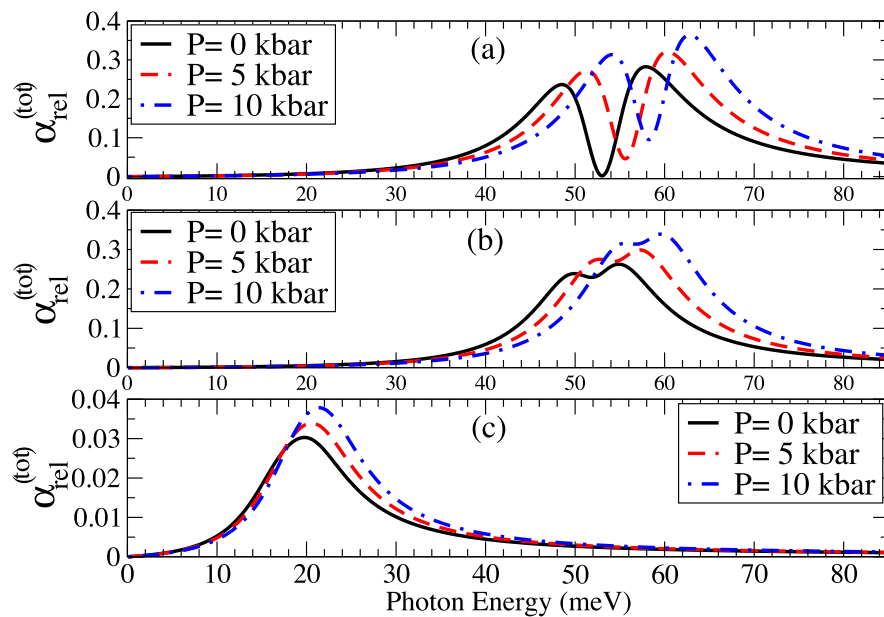 0.4
0.3
0.2
0.1
0
α rel (tot)
P= 0 kbar
P= 5 kbar
P= 10 kbar
(a)
0 10 20 30 40 50 60 70 80
0.4
0.3
0.2
0.1
0
α rel (tot)
P= 0 kbar
P= 5 kbar
P= 10 kbar
(b)
0 10 20 30 40 50 60 70 80
0.04
0.03
0.02
0.01
0
α rel (tot)
(c)
P= 0 kbar
P= 5 kbar
P= 10 kbar
0 10 20 30 40 50 60 70 80
Photon Energy (meV)